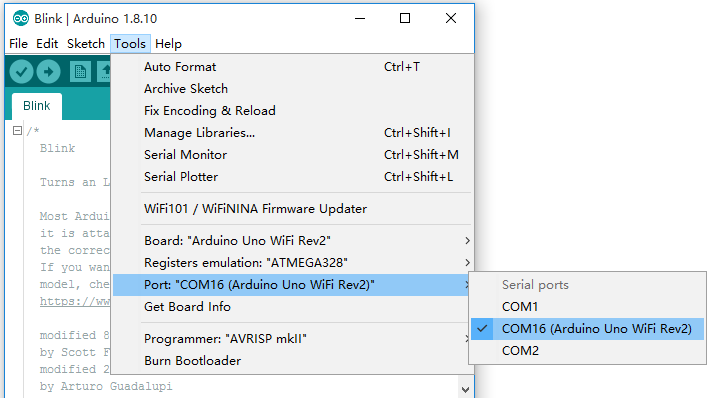 Blink | Arduino 1.8.10
File Edit Sketch Tools Help
Auto Format Ctrl+T
Archive Sketch
Fix Encoding & Reload
Manage Libraries... Ctrl+Shift+I
Serial Monitor Ctrl+Shift+M
Serial Plotter Ctrl+Shift+L
WiFi101 / WiFiNINA Firmware Updater
Board: "Arduino Uno WiFi Rev2"
Registers emulation: "ATMEGA328"
Port: "COM16 (Arduino Uno WiFi Rev2)"
Get Board Info
Programmer: "AVRISP mkII"
Burn Bootloader
Serial ports
COM1
COM16 (Arduino Uno WiFi Rev2)
COM2
Blink
/*
Blink
Turns an L
Most Ardui
it is atta
the correc
If you wan
model, che
https://ww
modified 8
by Scott F
modified 2
by Arturo Guadalupi